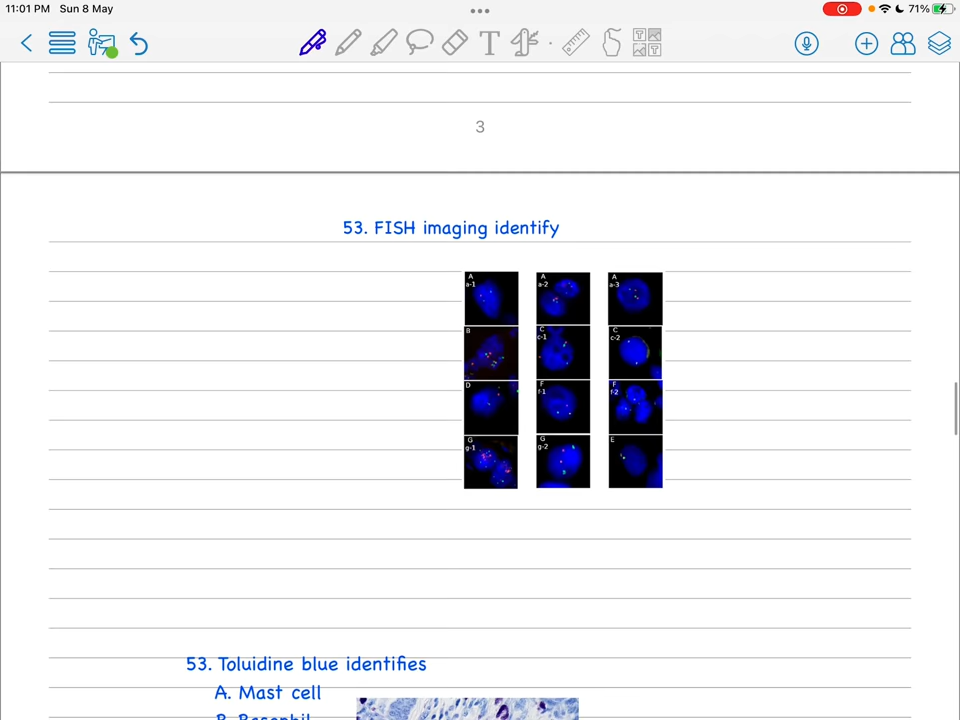 11:01 PM Sun 8 May
71%
T
T
T
3
53. FISH imaging identify
A
a-1
A
a-2
A
a-3
B
C
c-1
C
c-2
D
F
f-1
F
f-2
G
g-1
G
g-2
E
53. Toluidine blue identifies
A. Mast cell
B. Basophil